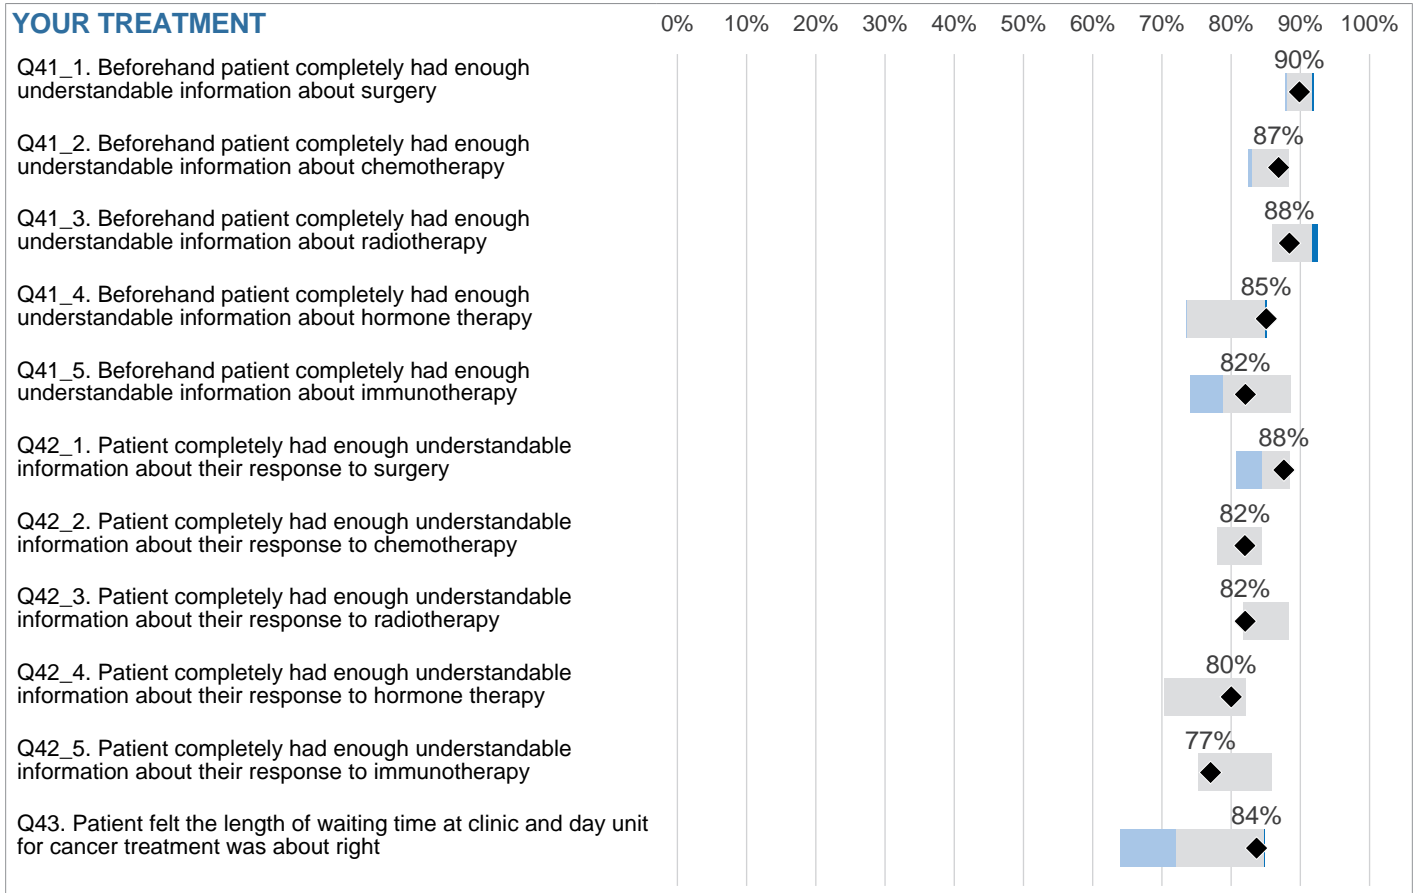 YOUR TREATMENT
0% 10% 20% 30% 40% 50% 60% 70% 80% 90% 100%
Q41_1. Beforehand patient completely had enough
understandable information about surgery
90%
Q41_2. Beforehand patient completely had enough
understandable information about chemotherapy
87%
Q41_3. Beforehand patient completely had enough
understandable information about radiotherapy
88%
Q41_4. Beforehand patient completely had enough
understandable information about hormone therapy
85%
Q41_5. Beforehand patient completely had enough
understandable information about immunotherapy
82%
Q42_1. Patient completely had enough understandable
information about their response to surgery
88%
Q42_2. Patient completely had enough understandable
information about their response to chemotherapy
82%
Q42_3. Patient completely had enough understandable
information about their response to radiotherapy
82%
Q42_4. Patient completely had enough understandable
information about their response to hormone therapy
80%
Q42_5. Patient completely had enough understandable
information about their response to immunotherapy
77%
Q43. Patient felt the length of waiting time at clinic and day unit
for cancer treatment was about right
84%